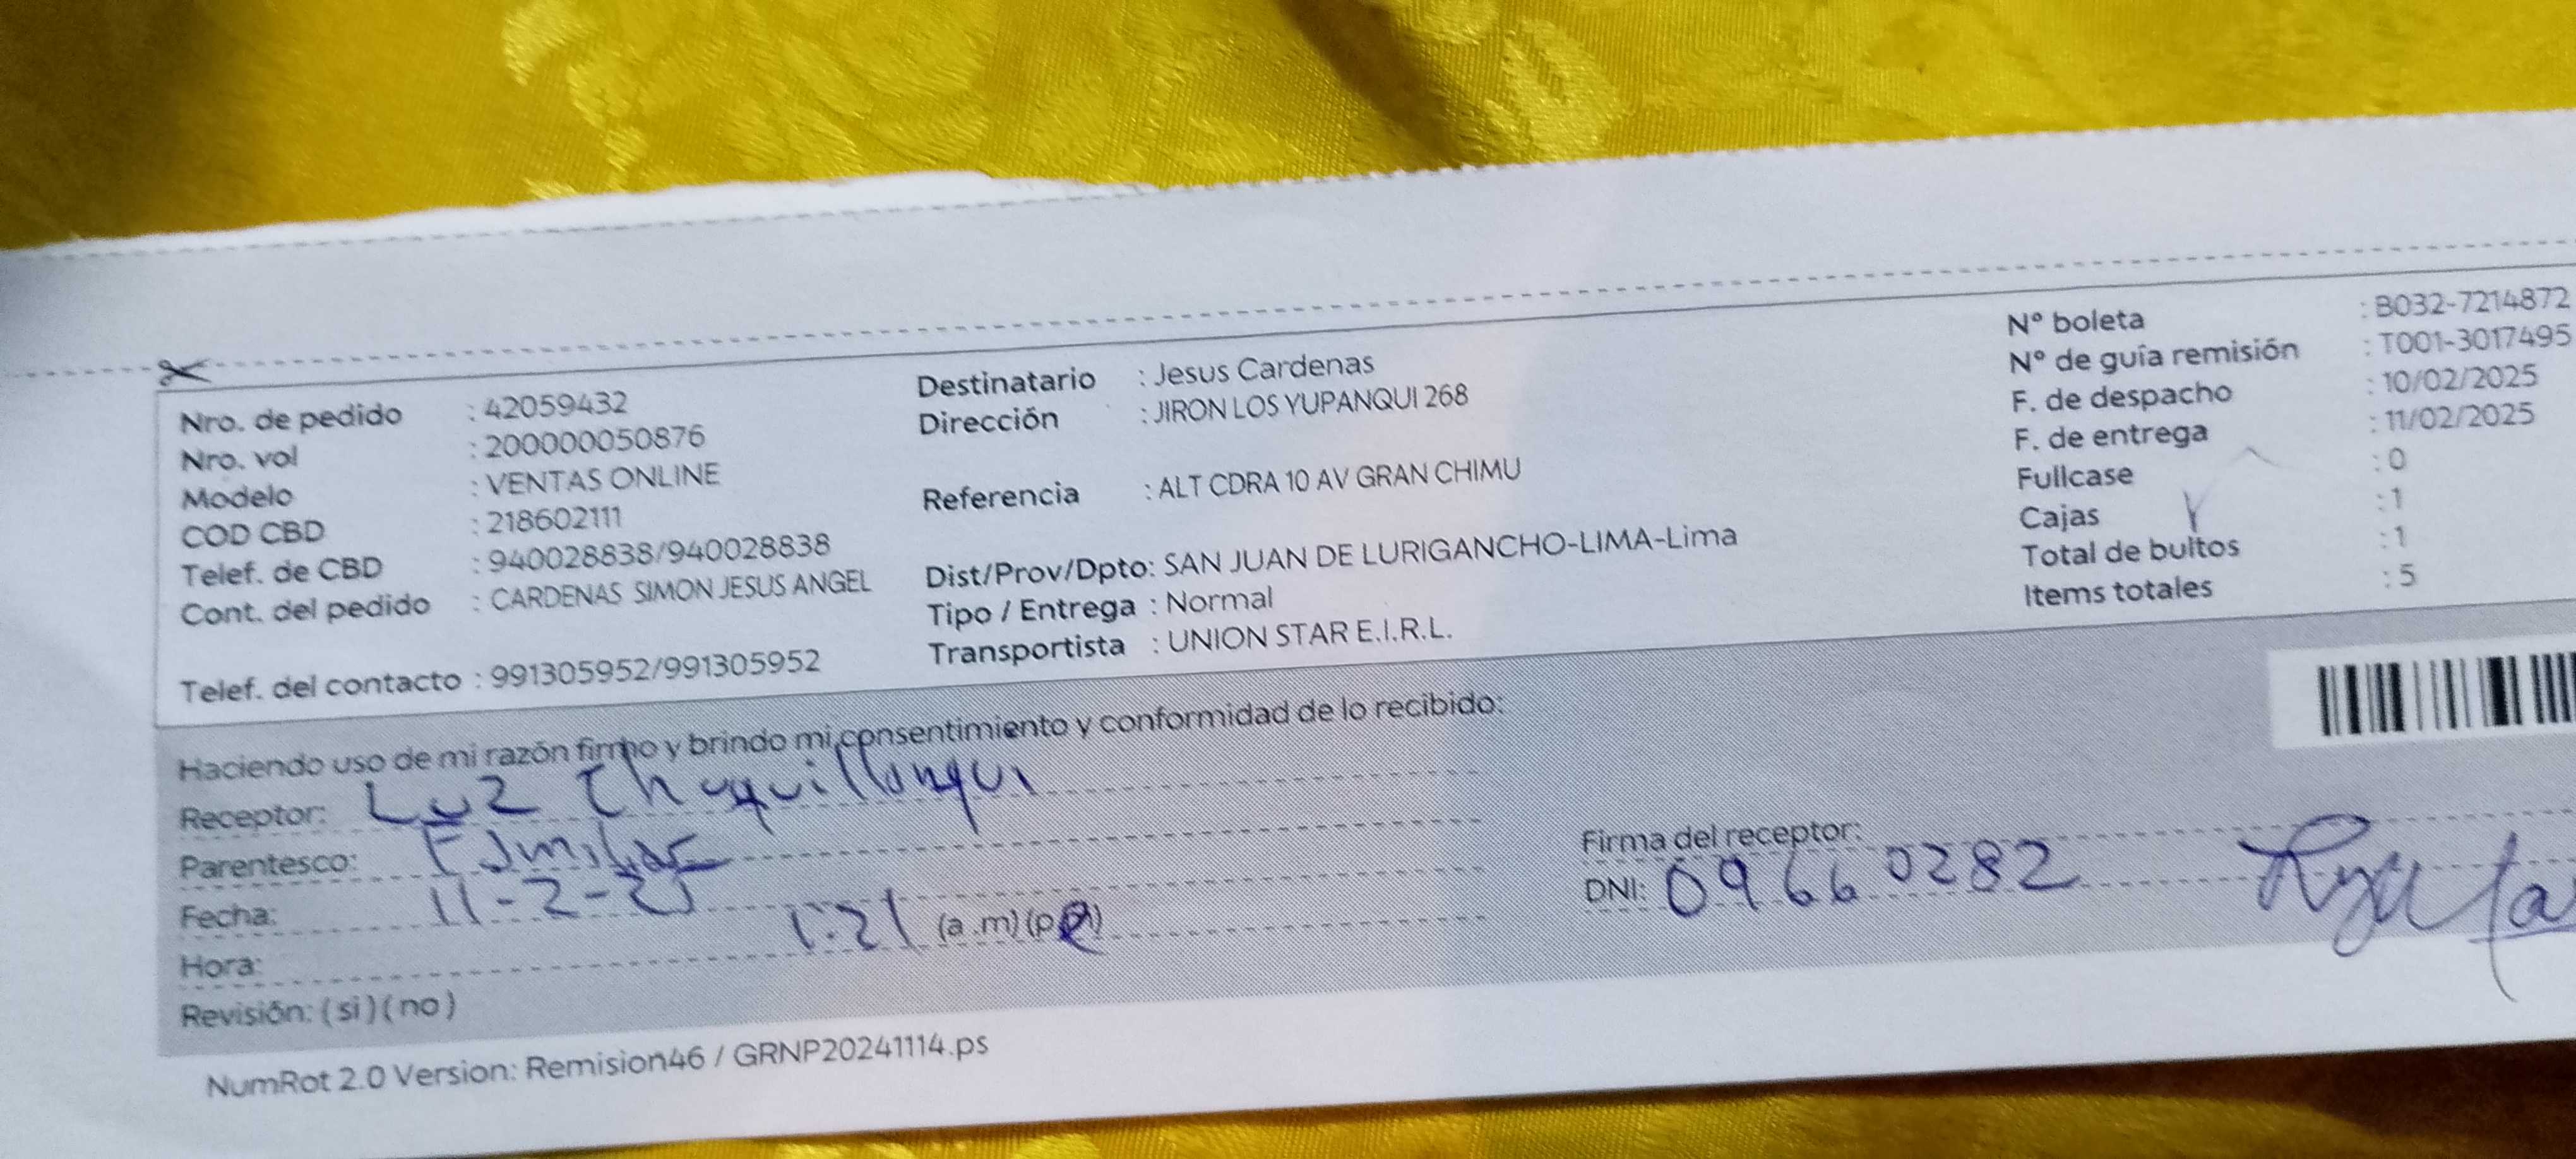 Nro. de pedido : 42059432
Nro. vol : 200000050876
Modelo : VENTAS ONLINE
COD CBD : 218602111
Telef. de CBD : 940028838/940028838
Cont. del pedido : CARDENAS SIMON JESUS ANGEL
Telef. del contacto : 991305952/991305952
Destinatario : Jesus Cardenas
Dirección : JIRON LOS YUPANQUI 268
Referencia : ALT CDRA 10 AV GRAN CHIMU
Dist/Prov/Dpto: SAN JUAN DE LURIGANCHO-LIMA-Lima
Tipo / Entrega : Normal
Transportista : UNION STAR E.I.R.L.
N° boleta : B032-7214872
N° de guía remisión : T001-3017495
F. de despacho : 10/02/2025
F. de entrega : 11/02/2025
Fullcase : 0
Cajas : 1
Total de bultos : 1
Items totales : 5
Haciendo uso de mi razón firmo y brindo mi consentimiento y conformidad de lo recibido:
Receptor: Luz Chuquillanqui
Parentesco: Familiar
Fecha: 11-2-25
Hora: 1:21 (a.m) (p.m)
Revisión: ( si ) ( no )
Firma del receptor:
DNI: 09660282
NumRot 2.0 Version: Remision46 / GRNP20241114.ps